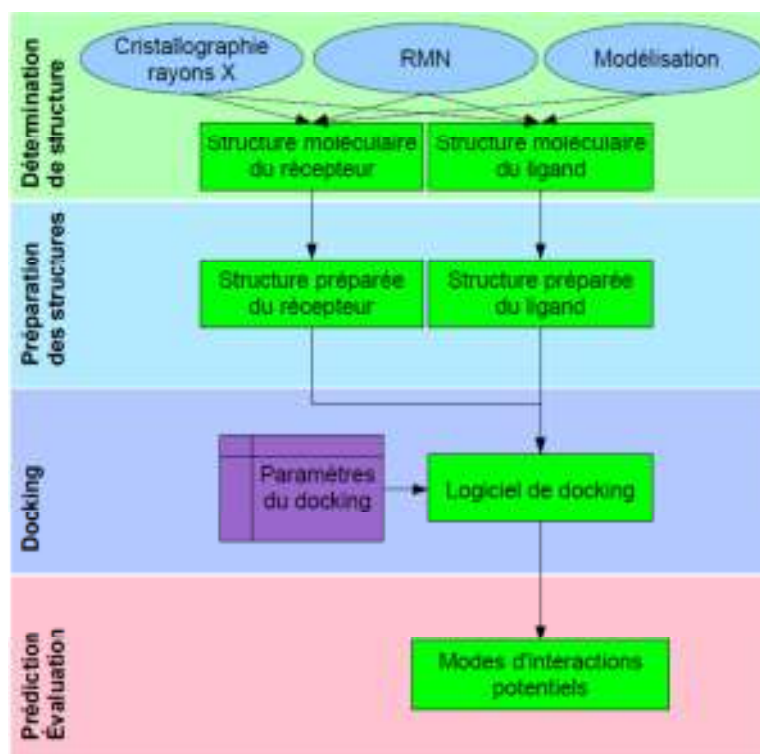 Détermination
de structure
Cristallographie
rayons X
RMN
Modélisation
Structure moléculaire
du récepteur
Structure moléculaire
du ligand
Préparation
des structures
Structure préparée
du récepteur
Structure préparée
du ligand
Docking
Paramètres
du docking
Logiciel de docking
Prédiction
Évaluation
Modes d'interactions
potentiels